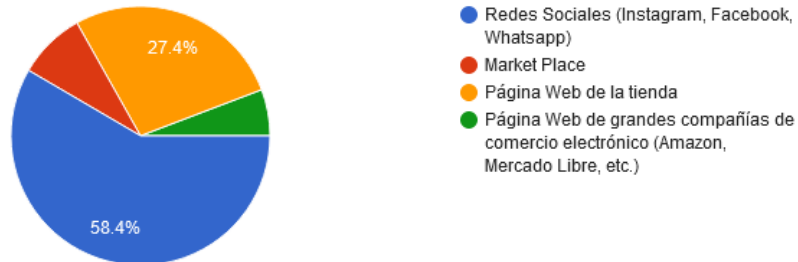 27.4%
58.4%
Redes Sociales (Instagram, Facebook,
Whatsapp)
Market Place
Página Web de la tienda
Página Web de grandes compañías de
comercio electrónico (Amazon,
Mercado Libre, etc.)